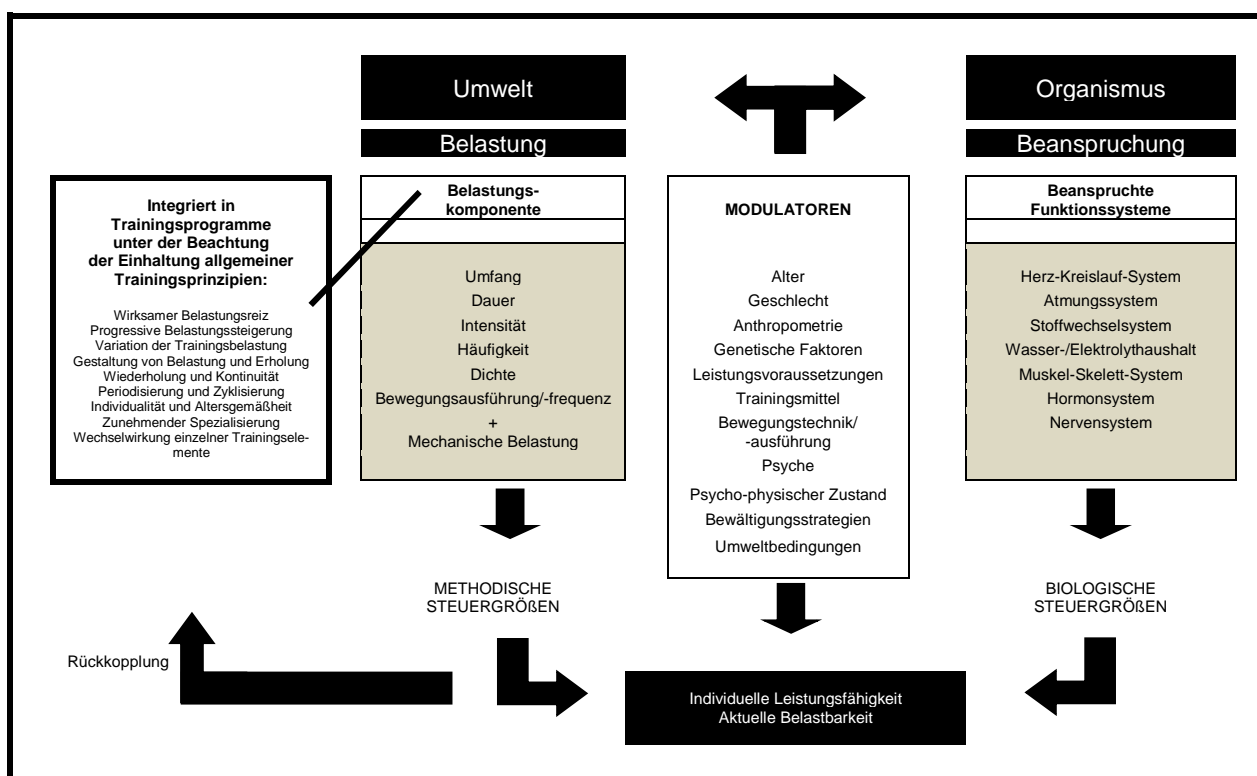 Umwelt
Belastung
Organismus
Beanspruchung
Integriert in
Trainingsprogramme
unter der Beachtung
der Einhaltung allgemeiner
Trainingsprinzipien:
Wirksamer Belastungsreiz
Progressive Belastungssteigerung
Variation der Trainingsbelastung
Gestaltung von Belastung und Erholung
Wiederholung und Kontinuität
Periodisierung und Zyklisierung
Individualität und Altersgemäßheit
Zunehmender Spezialisierung
Wechselwirkung einzelner Trainingsele-
mente
Belastungs-
komponente
Umfang
Dauer
Intensität
Häufigkeit
Dichte
Bewegungsausführung/-frequenz
+
Mechanische Belastung
MODULATOREN
Alter
Geschlecht
Anthropometrie
Genetische Faktoren
Leistungsvoraussetzungen
Trainingsmittel
Bewegungstechnik/
-ausführung
Psyche
Psycho-physischer Zustand
Bewältigungsstrategien
Umweltbedingungen
Beanspruchte
Funktionssysteme
Herz-Kreislauf-System
Atmungssystem
Stoffwechselsystem
Wasser-/Elektrolythaushalt
Muskel-Skelett-System
Hormonsystem
Nervensystem
METHODISCHE
STEUERGRÖßEN
BIOLOGISCHE
STEUERGRÖßEN
Rückkopplung
Individuelle Leistungsfähigkeit
Aktuelle Belastbarkeit